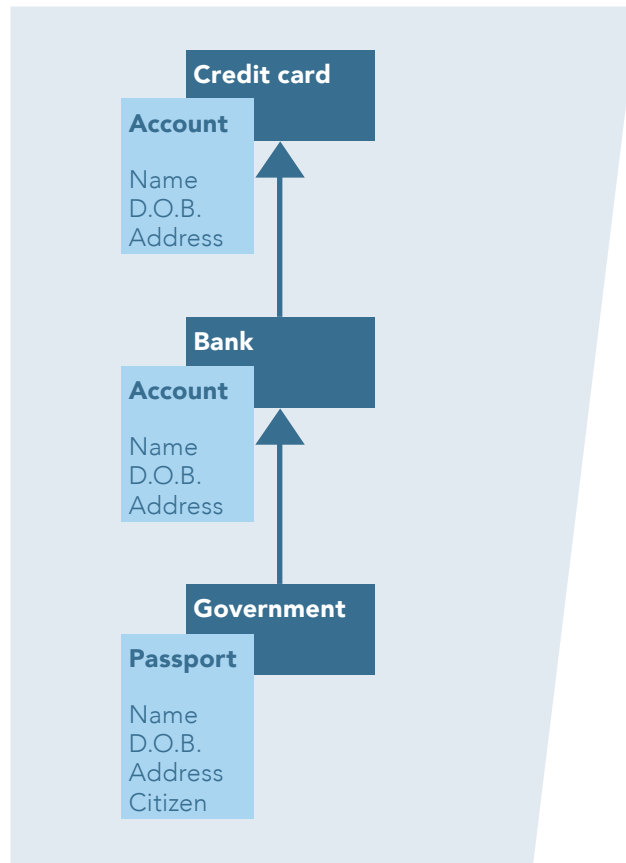 Credit card
Account
Name
D.O.B.
Address
Bank
Account
Name
D.O.B.
Address
Government
Passport
Name
D.O.B.
Address
Citizen